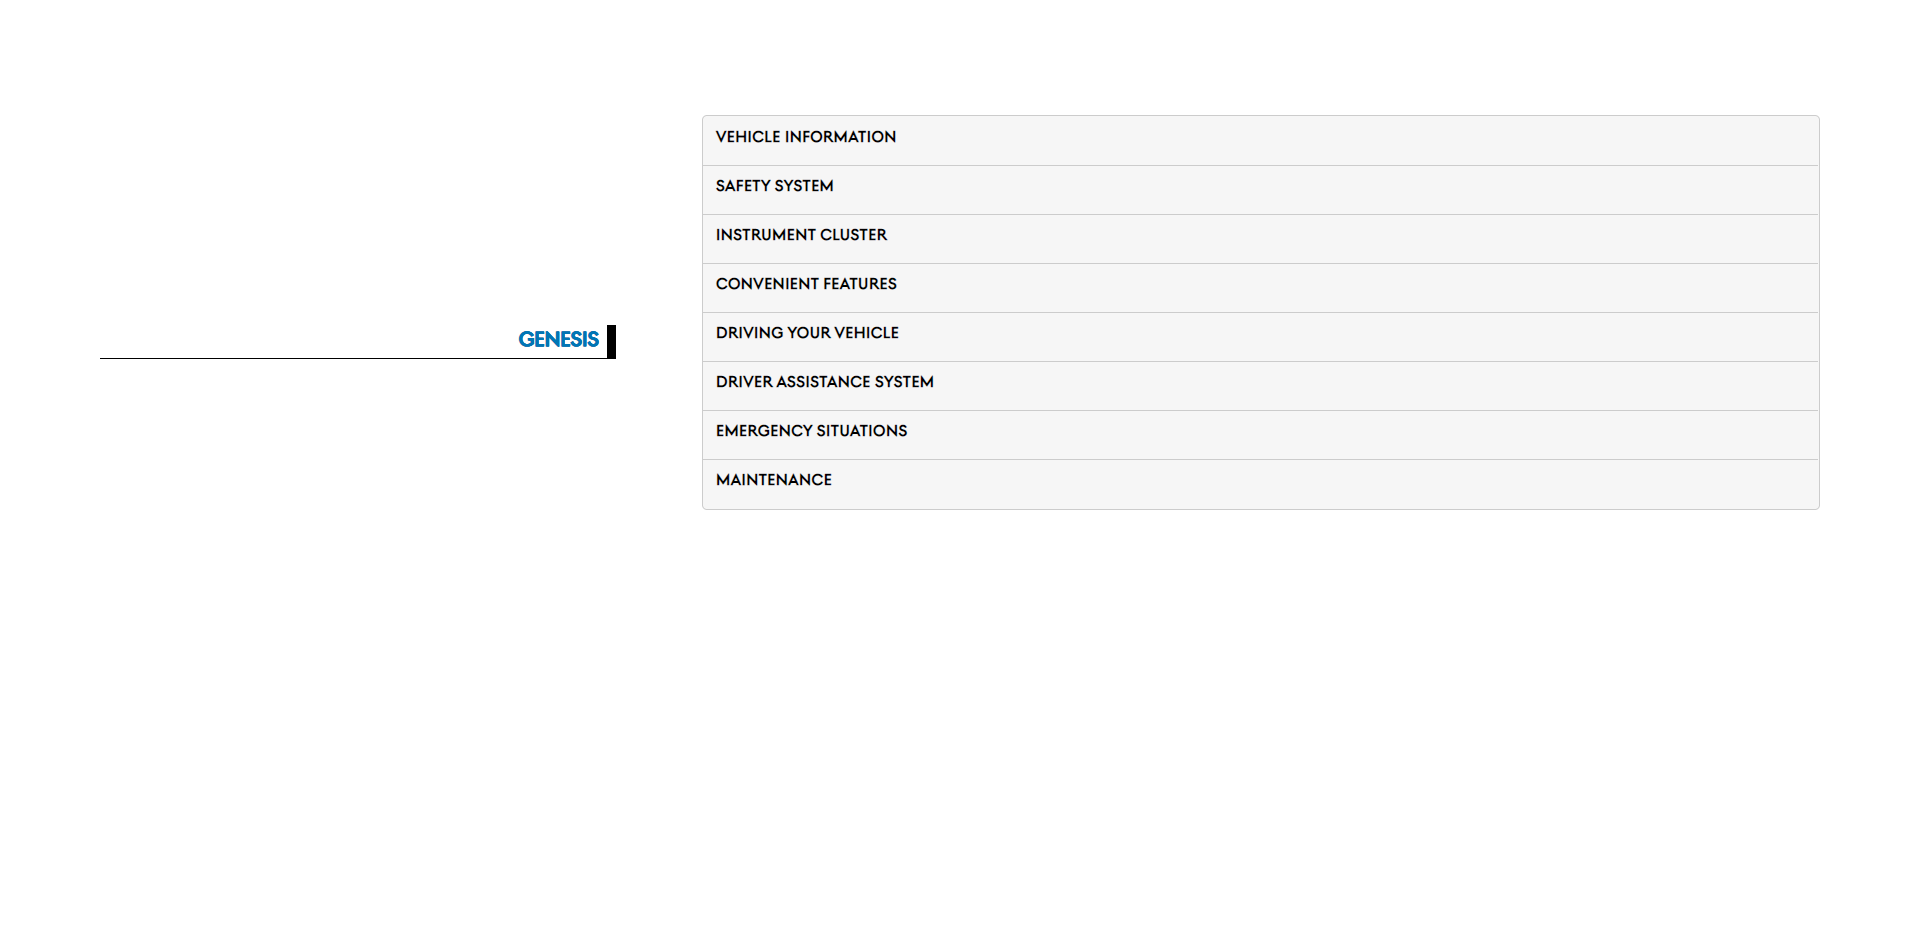 GENESIS
VEHICLE INFORMATION
SAFETY SYSTEM
INSTRUMENT CLUSTER
CONVENIENT FEATURES
DRIVING YOUR VEHICLE
DRIVER ASSISTANCE SYSTEM
EMERGENCY SITUATIONS
MAINTENANCE